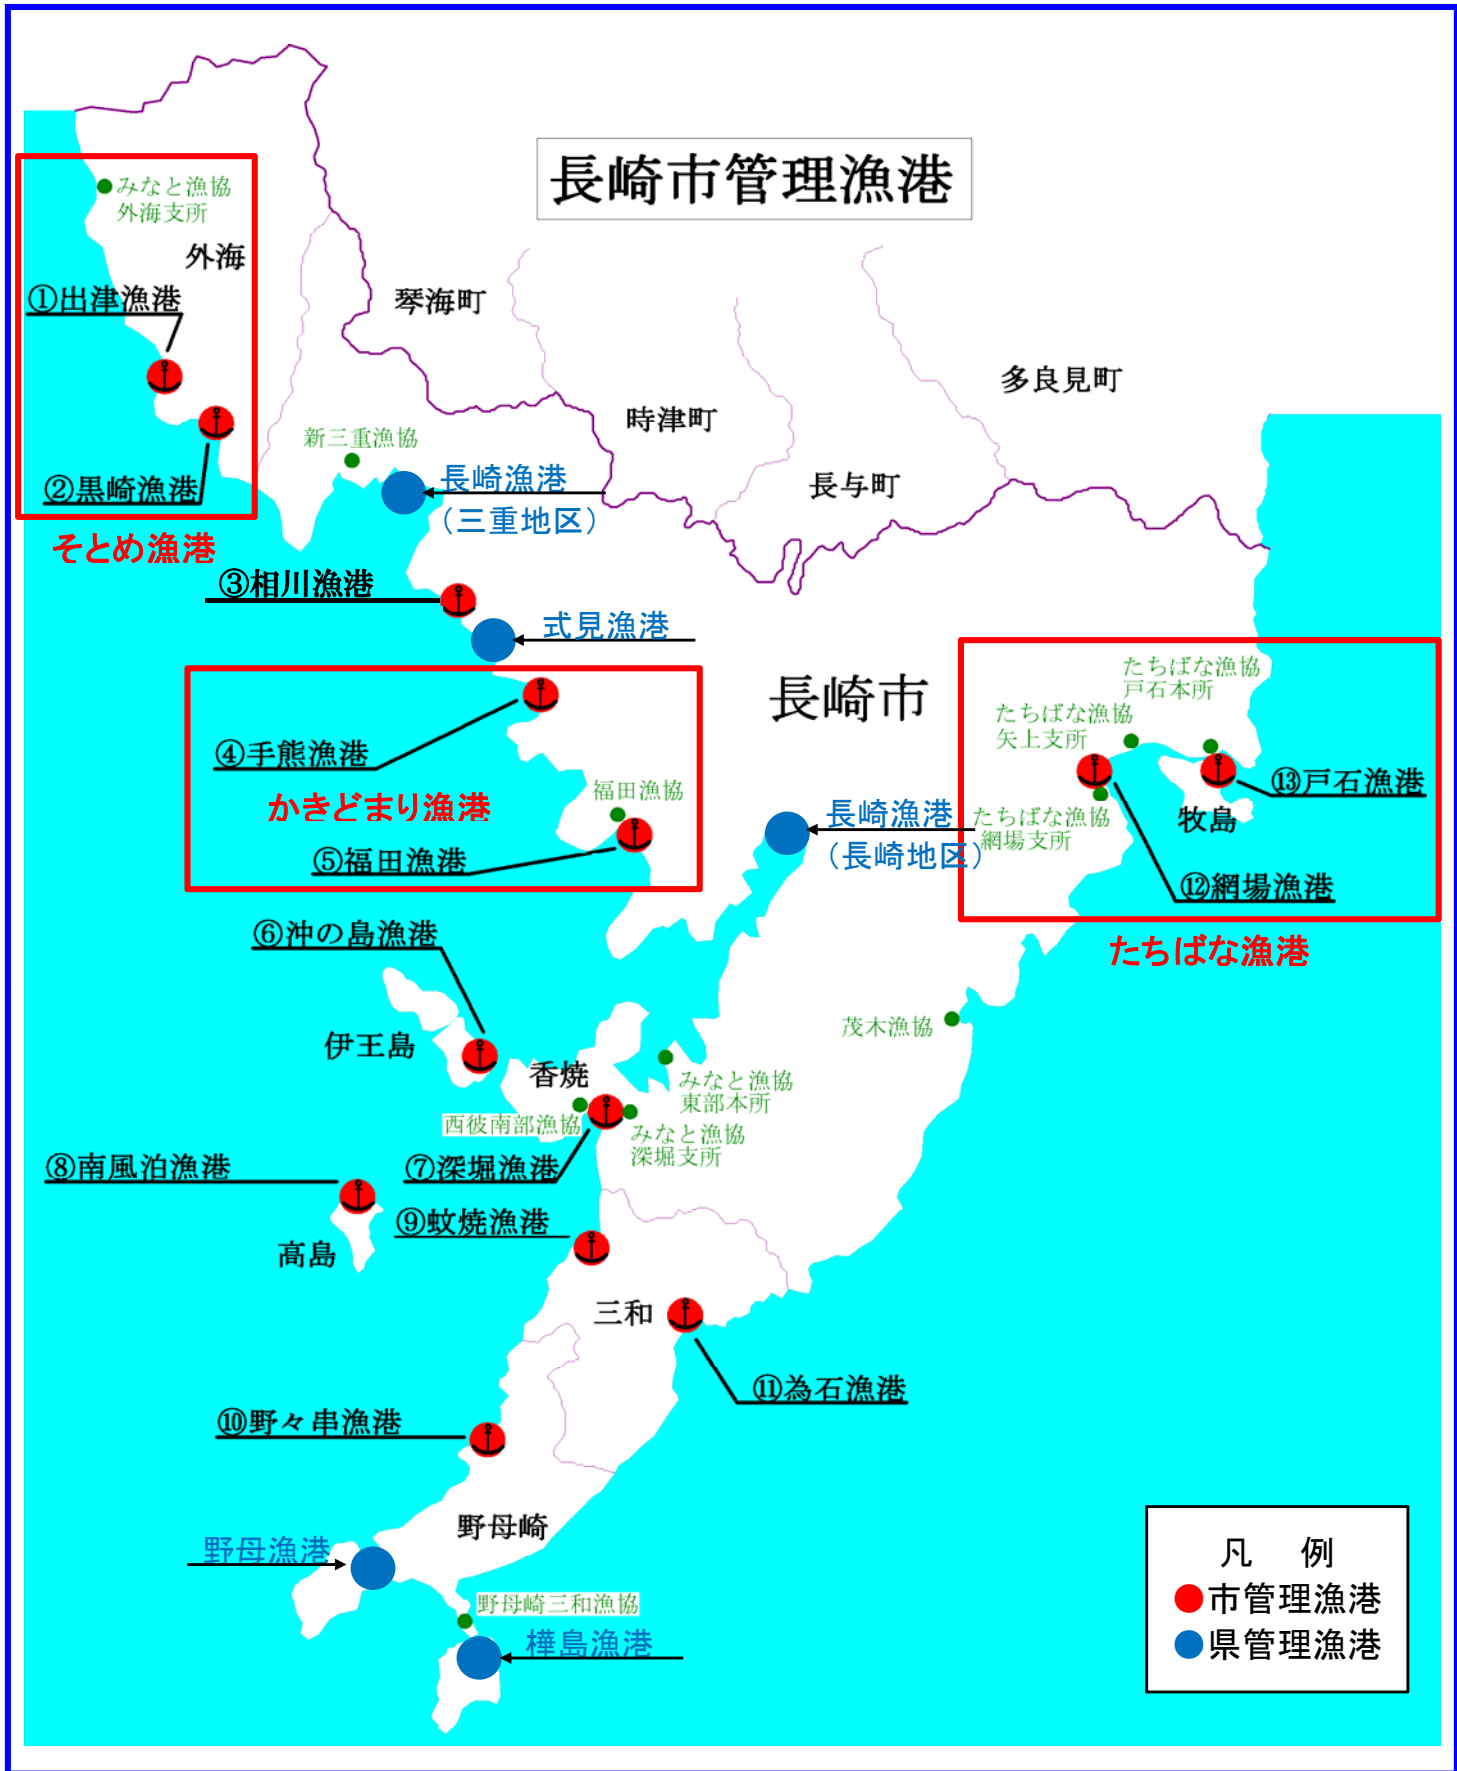 長崎市管理漁港
みなと漁協
外海支所
外海
①出津漁港
琴海町
多良見町
時津町
新三重漁協
長崎漁港
(三重地区)
長与町
②黒崎漁港
そとめ漁港
③相川漁港
式見漁港
長崎市
たちばな漁協
戸石本所
たちばな漁協
矢上支所
④手熊漁港
福田漁協
かきどまり漁港
⑬戸石漁港
長崎漁港
(長崎地区)
たちばな漁協
網場支所
牧島
⑤福田漁港
⑫網場漁港
⑥沖の島漁港
たちばな漁港
茂木漁協
伊王島
香焼
みなと漁協
東部本所
西彼南部漁協
みなと漁協
深堀支所
⑧南風泊漁港
⑦深堀漁港
⑨蚊焼漁港
高島
三和
⑪為石漁港
⑩野々串漁港
野母崎
野母漁港
野母崎三和漁協
樺島漁港
凡 例
市管理漁港
県管理漁港